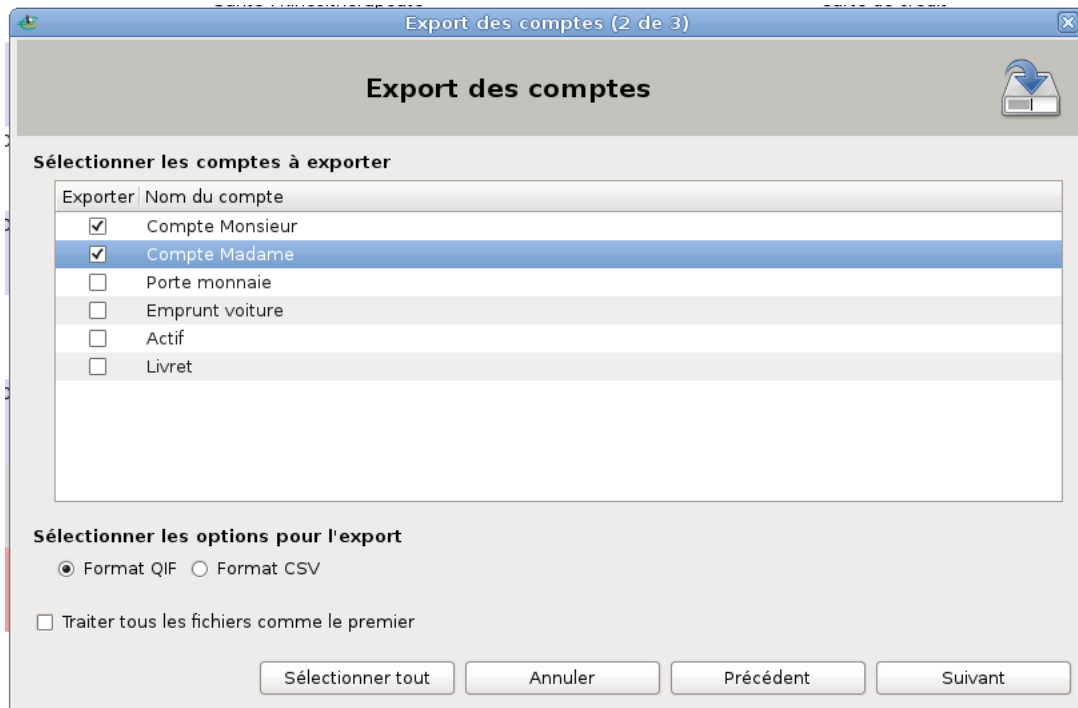 Export des comptes (2 de 3)
Export des comptes
Sélectionner les comptes à exporter
Exporter Nom du compte
Compte Monsieur
Compte Madame
Porte monnaie
Emprunt voiture
Actif
Livret
Sélectionner les options pour l'export
Format QIF Format CSV
Traiter tous les fichiers comme le premier
Sélectionner tout Annuler Précédent Suivant